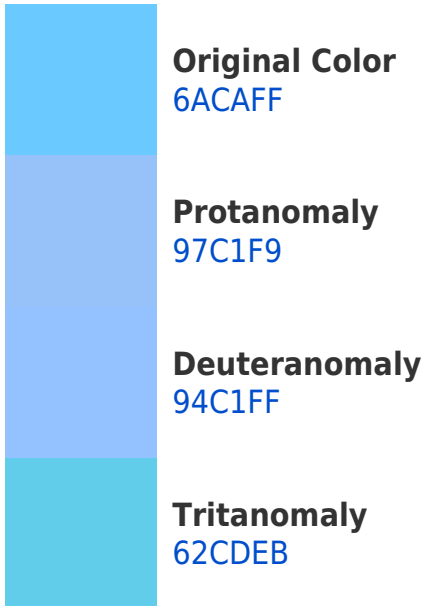 Original Color
6ACAFF
Protanomaly
97C1F9
Deuteranomaly
94C1FF
Tritanomaly
62CDEB